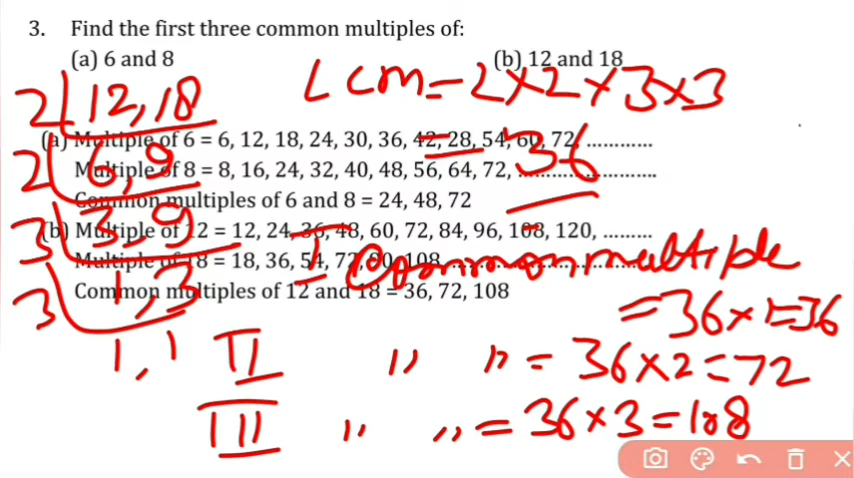 3. Find the first three common multiples of:
(a) 6 and 8 (b) 12 and 18
LCM = 2×2×3×3
2 12, 18
(a) Multiple of 6 = 6, 12, 18, 24, 30, 36, 42, 28, 54, 60, 72, .............
= 36
2 6, 9
Multiple of 8 = 8, 16, 24, 32, 40, 48, 56, 64, 72, .............................
Common multiples of 6 and 8 = 24, 48, 72
3 3, 9
(b) Multiple of 12 = 12, 24, 36, 48, 60, 72, 84, 96, 108, 120, .........
Multiple of 18 = 18, 36, 54, 72, 90, 108
I common multiple
3 1, 3
Common multiples of 12 and 18 = 36, 72, 108
= 36×1=36
1, 1
II " " = 36×2=72
III " " = 36×3=108